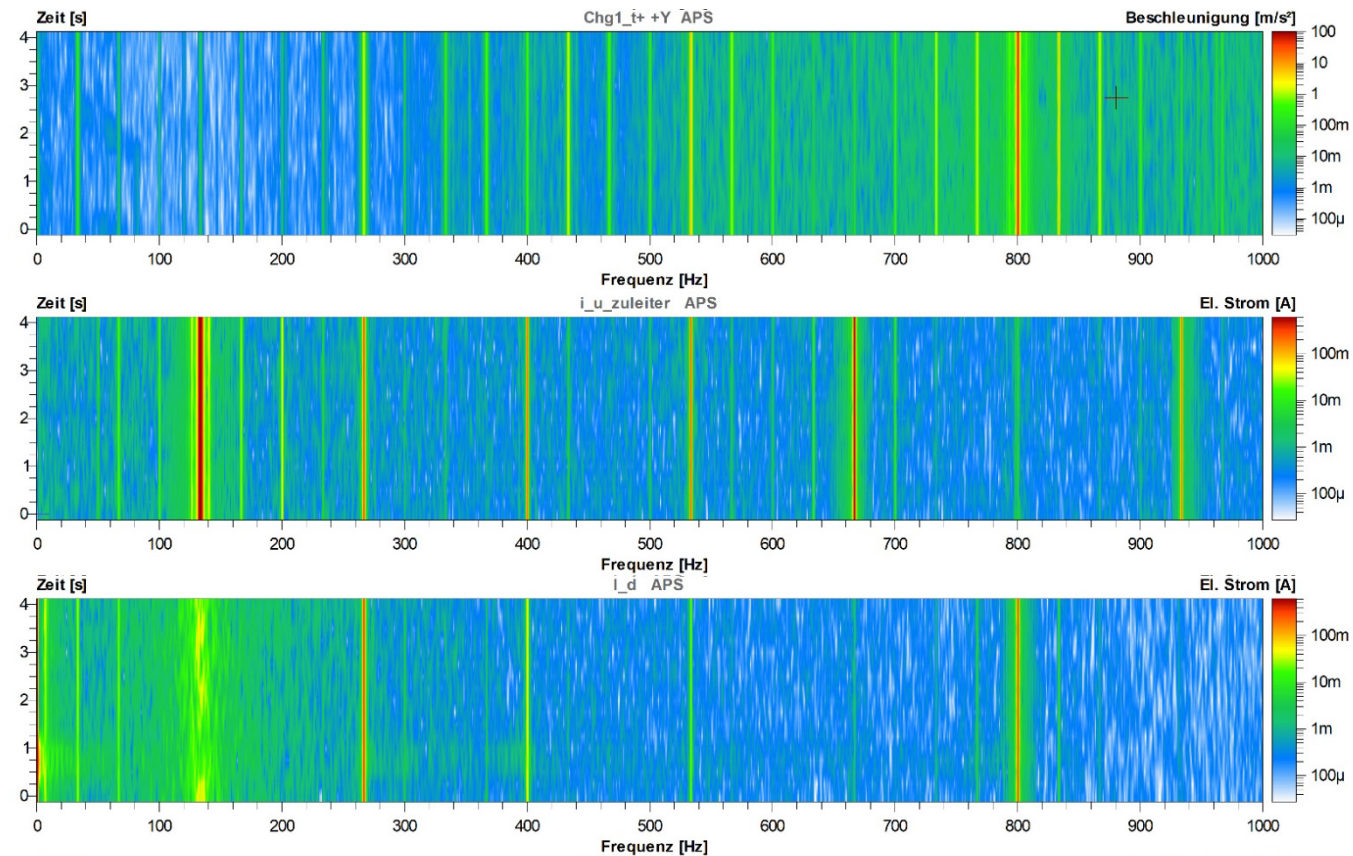 Zeit [s] Chg1_t+ +Y APS Beschleunigung [m/s²]
4 100
10
3 1
2 100m
10m
1 1m
0 100µ
0 100 200 300 400 500 600 700 800 900 1000
Frequenz [Hz]
Zeit [s] i_u_zuleiter APS El. Strom [A]
4
100m
3
10m
2
1m
1
100µ
0
0 100 200 300 400 500 600 700 800 900 1000
Frequenz [Hz]
Zeit [s] i_d APS El. Strom [A]
4
100m
3
10m
2
1m
1
100µ
0
0 100 200 300 400 500 600 700 800 900 1000
Frequenz [Hz]